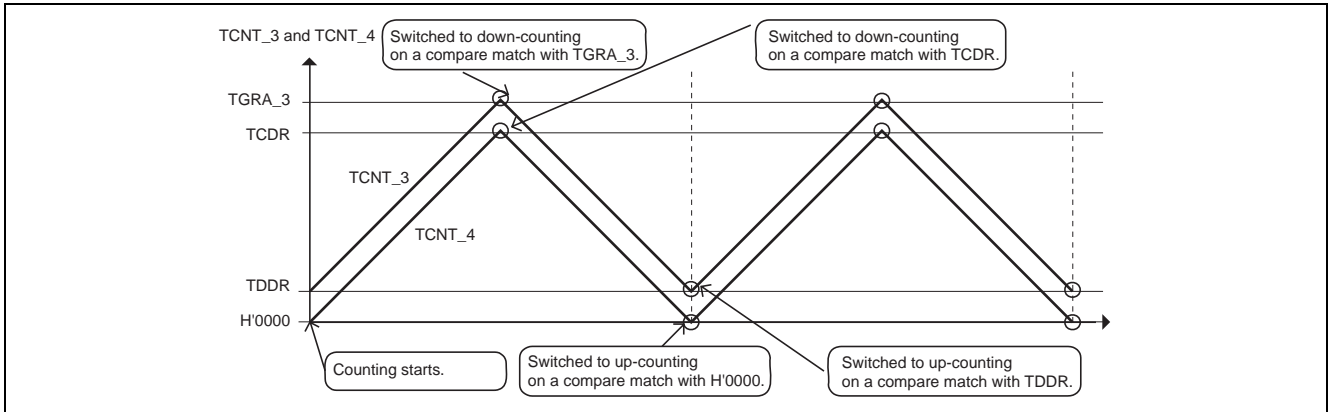 TCNT_3 and TCNT_4
Switched to down-counting
on a compare match with TGRA_3.
Switched to down-counting
on a compare match with TCDR.
TGRA_3
TCDR
TCNT_3
TCNT_4
TDDR
H'0000
Counting starts.
Switched to up-counting
on a compare match with H'0000.
Switched to up-counting
on a compare match with TDDR.